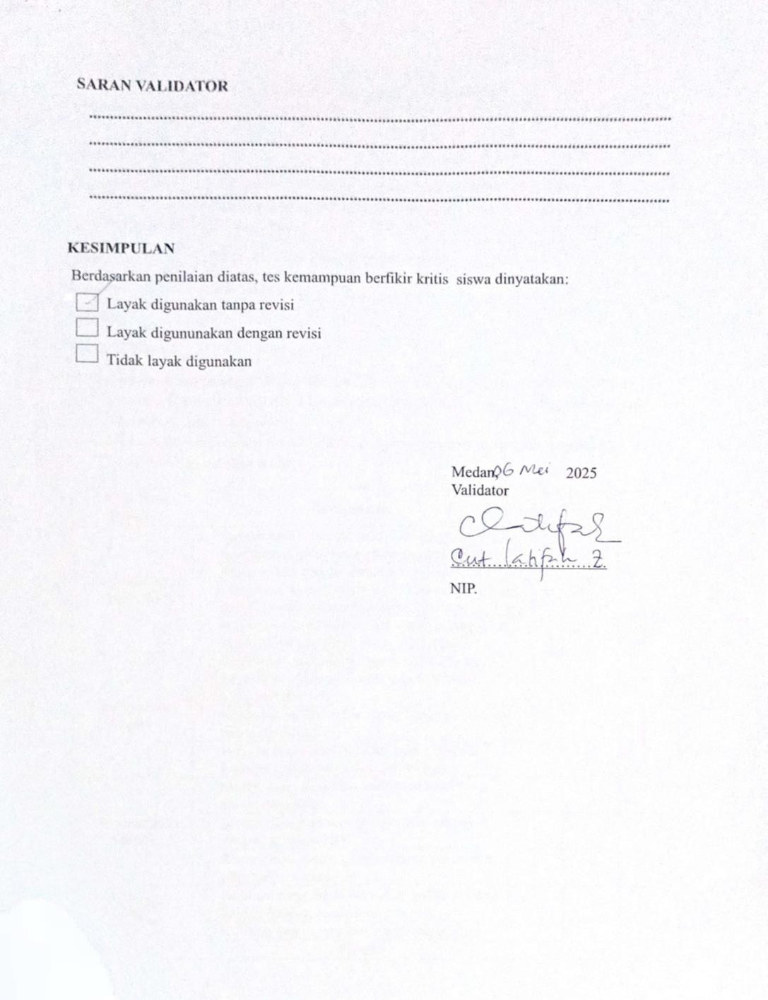 SARAN VALIDATOR
KESIMPULAN
Berdasarkan penilaian diatas, tes kemampuan berfikir kritis siswa dinyatakan:
Layak digunakan tanpa revisi
Layak digununakan dengan revisi
Tidak layak digunakan
Medan, 06 Mei 2025
Validator
Cut Latifah Z.
NIP.